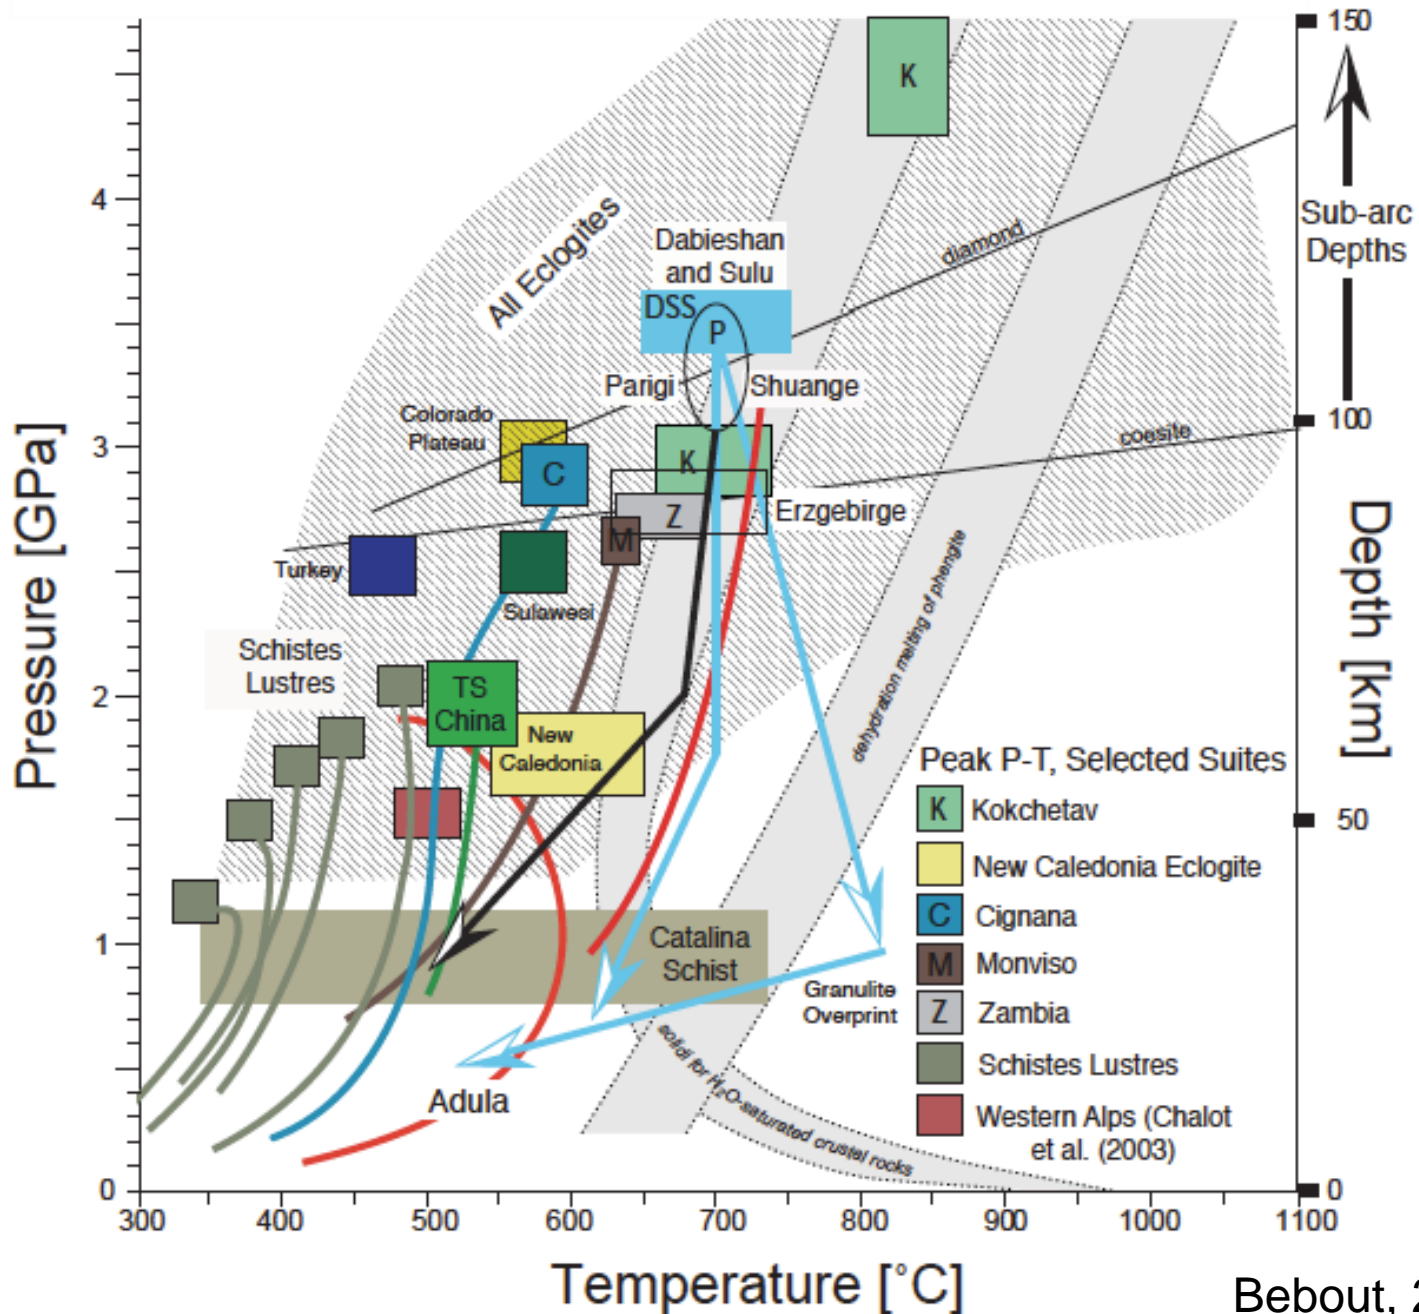 150
K
4
Sub-arc
Depths
All Eclogites
Dabieshan
and Sulu
diamond
DSS
P
Parigi
Shuange
Colorado
Plateau
100
coesite
3
C
K
Z
Erzgebirge
M
Turkey
Sulawesi
Pressure [GPa]
Depth [km]
Schistes
Lustres
TS
China
2
New
Caledonia
dehydration melting of phengite
Peak P-T, Selected Suites
K Kokchetav
50
New Caledonia Eclogite
C Cignana
M Monviso
Z Zambia
Schistes Lustres
Western Alps (Chalot
et al. (2003)
1
Catalina
Schist
Granulite
Overprint
solidi for H₂O-saturated crustal rocks
Adula
0
0
300 400 500 600 700 800 900 1000 1100
Temperature [°C]
Bebout, 2